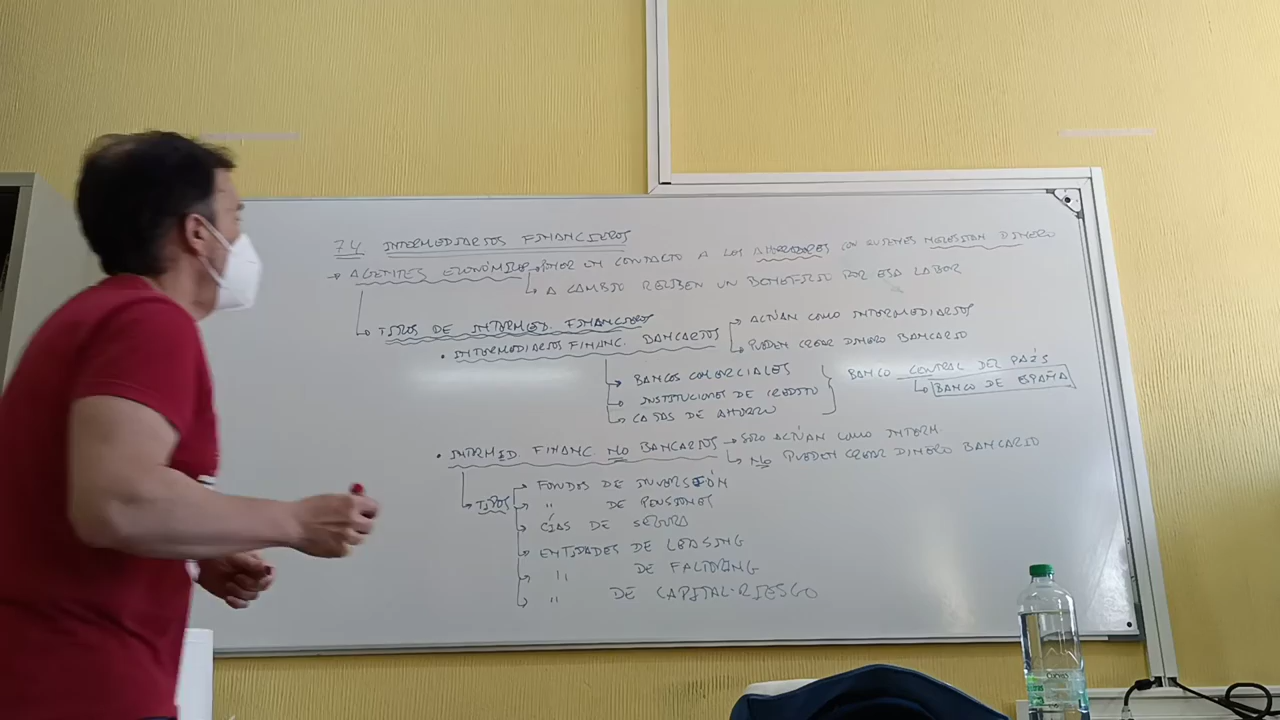 7.4 INTERMEDIARIOS FINANCIEROS
→ AGENTES ECONÓMICOS → PONER EN CONTACTO A LOS AHORRADORES CON QUIENES NECESITAN DINERO
A CAMBIO RECIBEN UN BENEFICIO POR ESA LABOR
TIPOS DE INTERMED. FINANCIEROS
• INTERMEDIARIOS FINANC. BANCARIOS → ACTÚAN COMO INTERMEDIARIOS
PUEDEN CREAR DINERO BANCARIO
BANCOS COMERCIALES
INSTITUCIONES DE CREDITO
CAJAS DE AHORRO
BANCO CENTRAL DEL PAÍS
BANCO DE ESPAÑA
• INTERMED. FINANC. NO BANCARIOS → SOLO ACTÚAN COMO INTERM.
NO PUEDEN CREAR DINERO BANCARIO
TIPOS
FONDOS DE INVERSIÓN
" DE PENSIONES
CÍAS DE SEGURO
ENTIDADES DE LEASING
" DE FACTORING
" DE CAPITAL-RIESGO